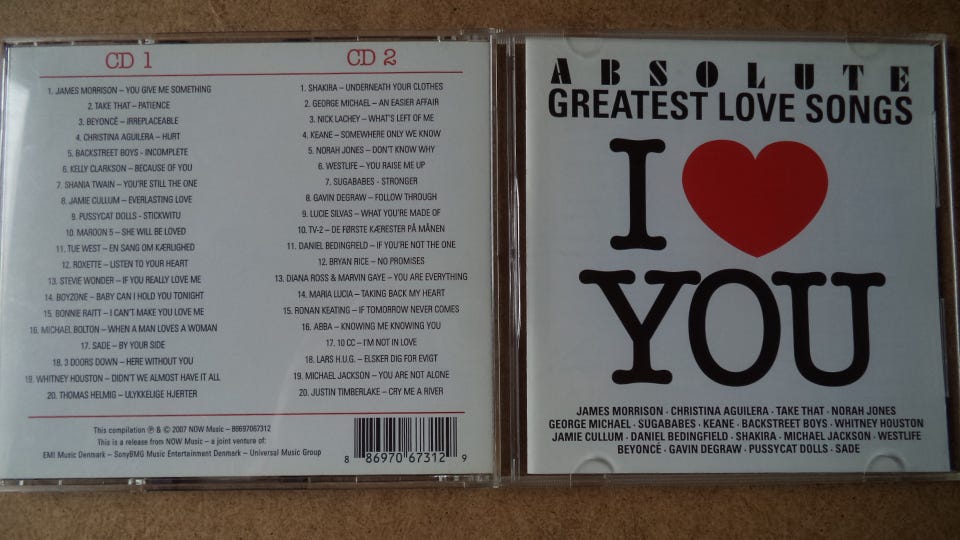 CD 1
1. JAMES MORRISON – YOU GIVE ME SOMETHING
2. TAKE THAT – PATIENCE
3. BEYONCÉ – IRREPLACEABLE
4. CHRISTINA AGUILERA – HURT
5. BACKSTREET BOYS - INCOMPLETE
6. KELLY CLARKSON – BECAUSE OF YOU
7. SHANIA TWAIN – YOU'RE STILL THE ONE
8. JAMIE CULLUM – EVERLASTING LOVE
9. PUSSYCAT DOLLS - STICKWITU
10. MAROON 5 – SHE WILL BE LOVED
11. TUE WEST – EN SANG OM KÆRLIGHED
12. ROXETTE – LISTEN TO YOUR HEART
13. STEVIE WONDER – IF YOU REALLY LOVE ME
14. BOYZONE – BABY CAN I HOLD YOU TONIGHT
15. BONNIE RAITT – I CAN'T MAKE YOU LOVE ME
16. MICHAEL BOLTON – WHEN A MAN LOVES A WOMAN
17. SADE – BY YOUR SIDE
18. 3 DOORS DOWN – HERE WITHOUT YOU
19. WHITNEY HOUSTON – DIDN'T WE ALMOST HAVE IT ALL
20. THOMAS HELMIG – ULYKKELIGE HJERTER
CD 2
1. SHAKIRA – UNDERNEATH YOUR CLOTHES
2. GEORGE MICHAEL – AN EASIER AFFAIR
3. NICK LACHEY – WHAT'S LEFT OF ME
4. KEANE – SOMEWHERE ONLY WE KNOW
5. NORAH JONES – DON'T KNOW WHY
6. WESTLIFE – YOU RAISE ME UP
7. SUGABABES - STRONGER
8. GAVIN DEGRAW – FOLLOW THROUGH
9. LUCIE SILVAS – WHAT YOU'RE MADE OF
10. TV-2 – DE FØRSTE KÆRESTER PÅ MÅNEN
11. DANIEL BEDINGFIELD – IF YOU'RE NOT THE ONE
12. BRYAN RICE – NO PROMISES
13. DIANA ROSS & MARVIN GAYE – YOU ARE EVERYTHING
14. MARIA LUCIA – TAKING BACK MY HEART
15. RONAN KEATING – IF TOMORROW NEVER COMES
16. ABBA – KNOWING ME KNOWING YOU
17. 10 CC – I'M NOT IN LOVE
18. LARS H.U.G. – ELSKER DIG FOR EVIGT
19. MICHAEL JACKSON – YOU ARE NOT ALONE
20. JUSTIN TIMBERLAKE – CRY ME A RIVER
This compilation ℗ & © 2007 NOW Music – 88697067312
This is a release from NOW Music – a joint venture of:
EMI Music Denmark – SonyBMG Music Entertainment Denmark – Universal Music Group
8 86970 67312 9
ABSOLUTE
GREATEST LOVE SONGS
I
YOU
JAMES MORRISON · CHRISTINA AGUILERA · TAKE THAT · NORAH JONES
GEORGE MICHAEL · SUGABABES · KEANE · BACKSTREET BOYS · WHITNEY HOUSTON
JAMIE CULLUM · DANIEL BEDINGFIELD · SHAKIRA · MICHAEL JACKSON · WESTLIFE
BEYONCÉ · GAVIN DEGRAW · PUSSYCAT DOLLS · SADE